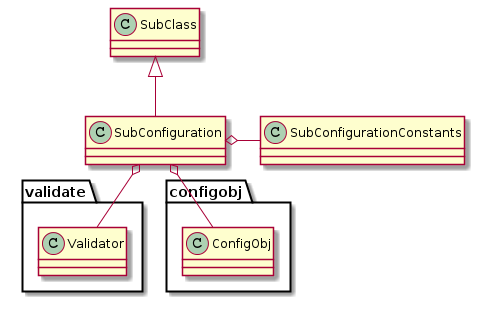 C SubClass
C SubConfiguration
C SubConfigurationConstants
validate
configobj
C Validator
C ConfigObj